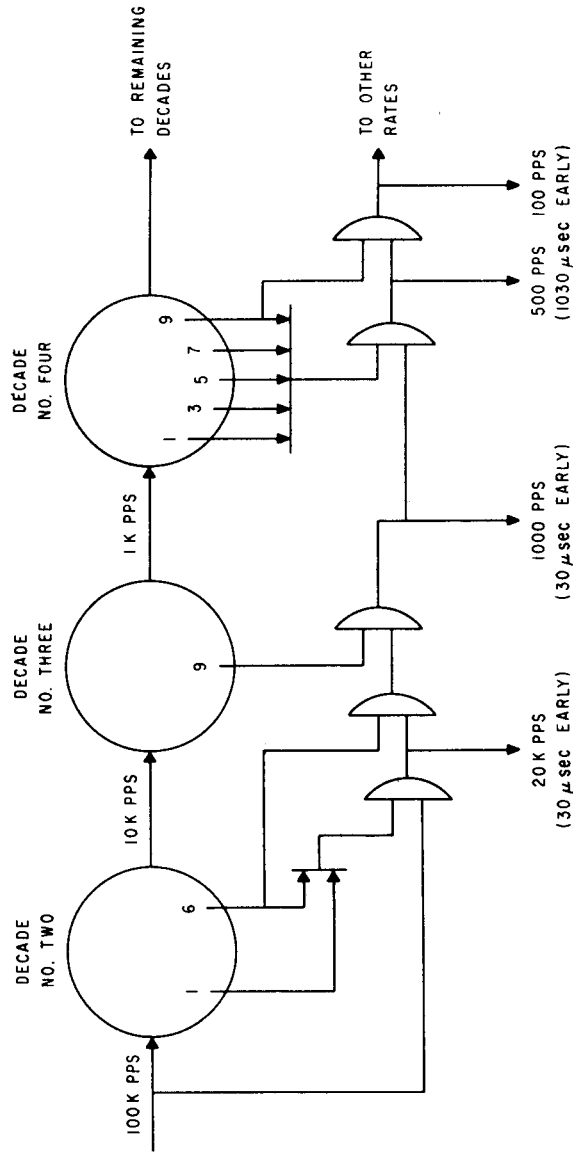 DECADE
NO. TWO
DECADE
NO. THREE
DECADE
NO. FOUR
100K PPS
10K PPS
1K PPS
TO REMAINING
DECADES
1
6
9
1
3
5
7
9
TO OTHER
RATES
20K PPS
(30 μsec EARLY)
1000 PPS
(30 μsec EARLY)
500 PPS
(1030 μsec EARLY)
100 PPS